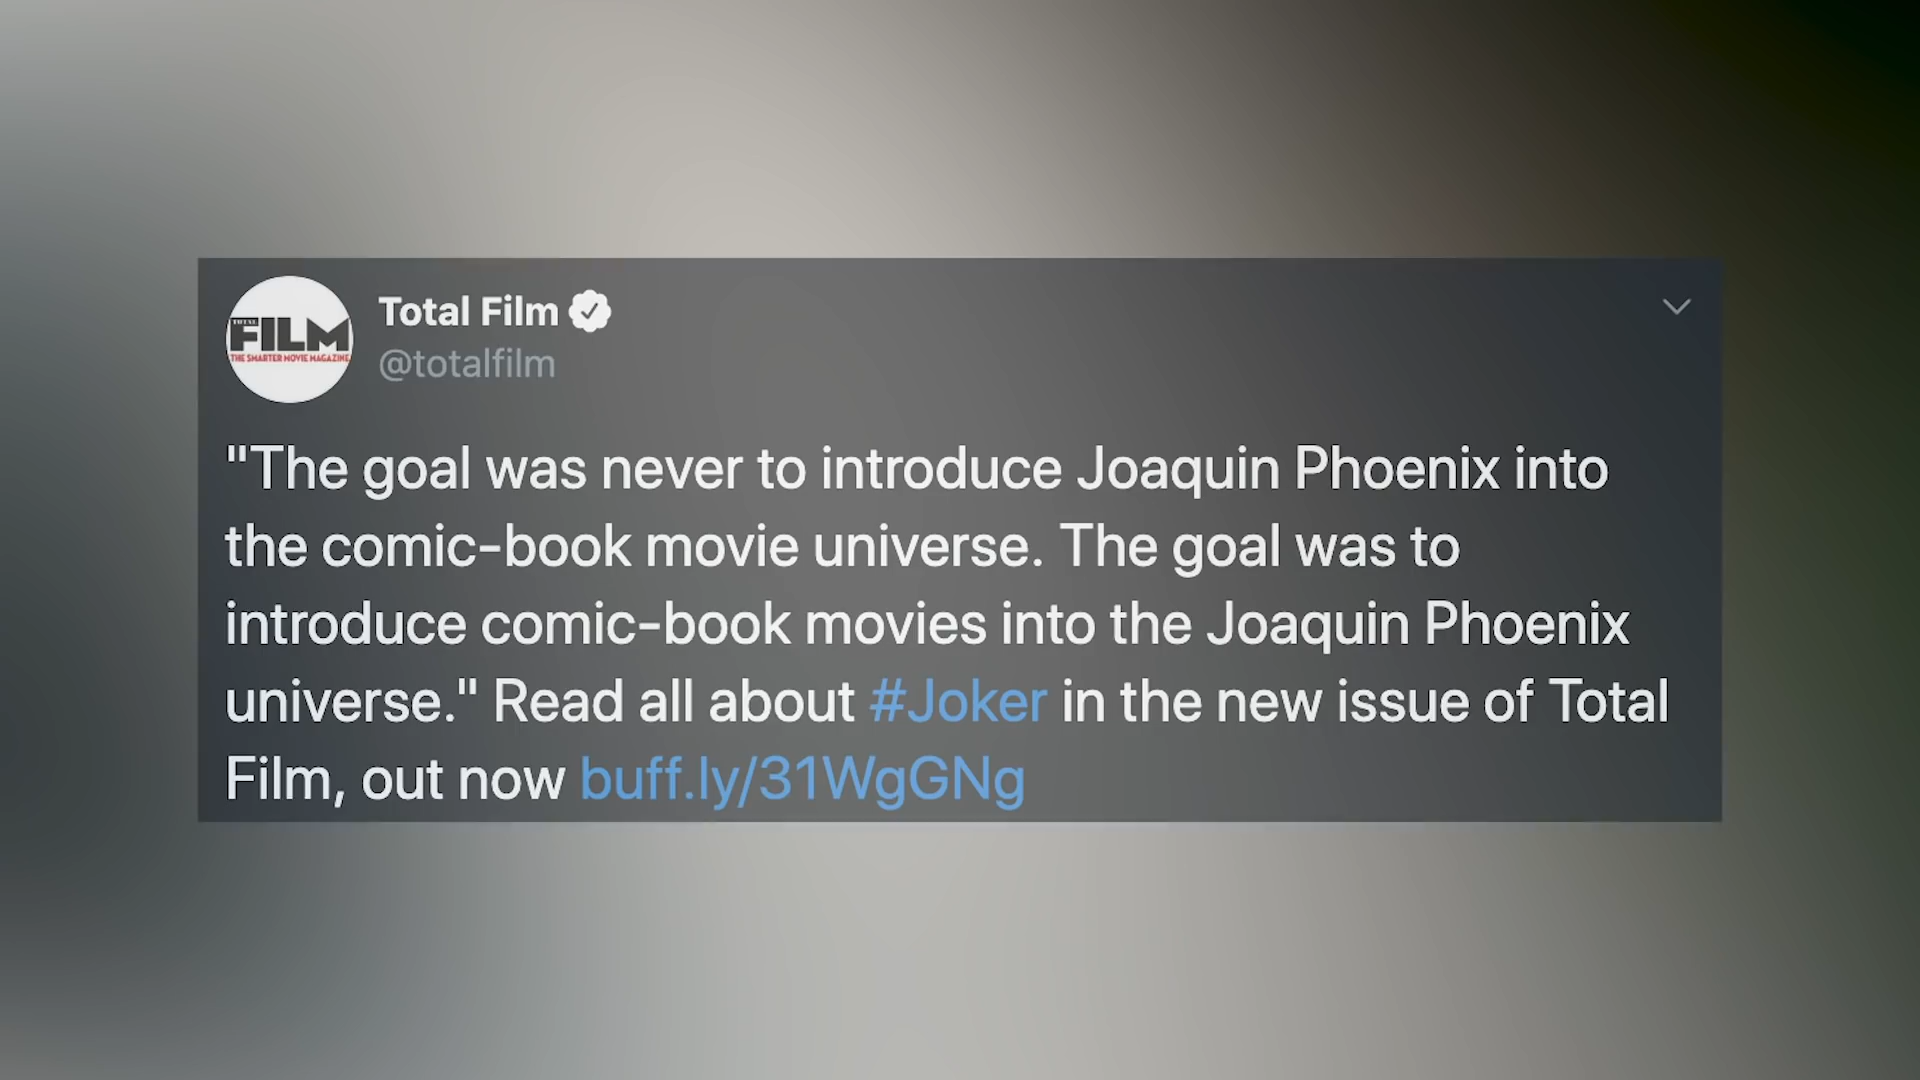 TOTAL
FILM
THE SMARTER MOVIE MAGAZINE
Total Film
@totalfilm
"The goal was never to introduce Joaquin Phoenix into
the comic-book movie universe. The goal was to
introduce comic-book movies into the Joaquin Phoenix
universe." Read all about #Joker in the new issue of Total
Film, out now buff.ly/31WgGNg